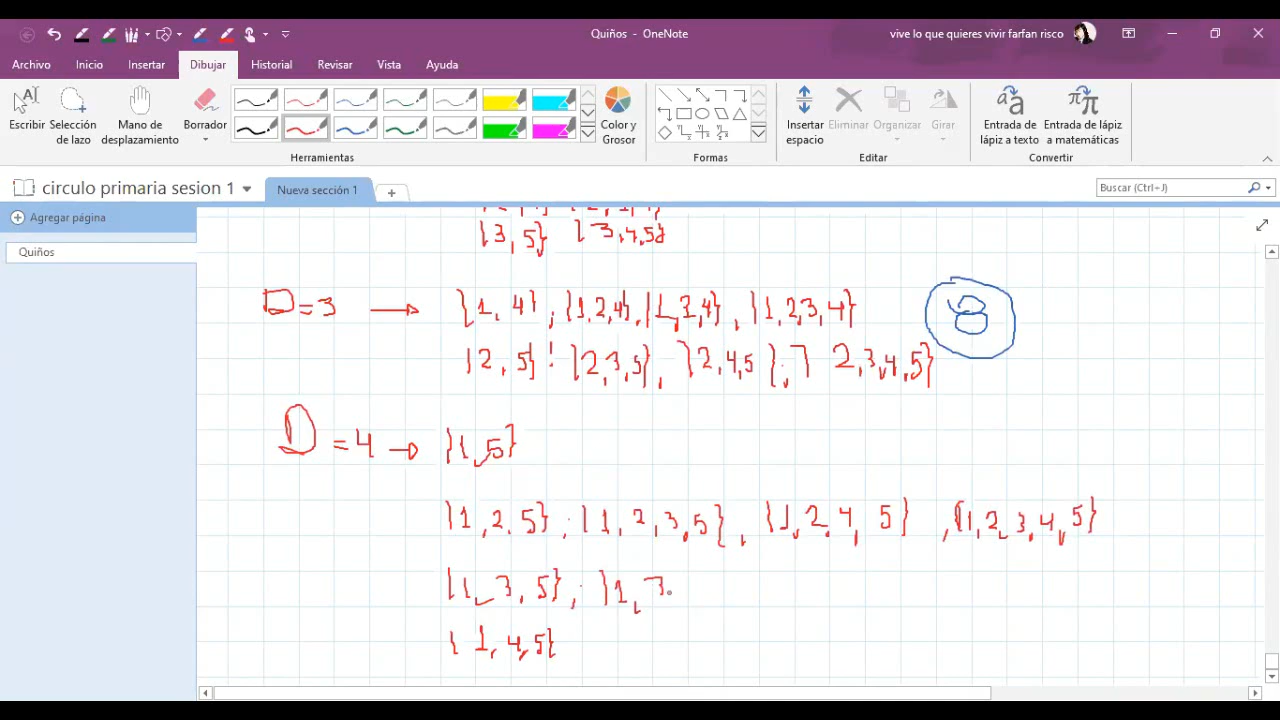 Quiños - OneNote
vive lo que quieres vivir farfan risco
Archivo Inicio Insertar Dibujar Historial Revisar Vista Ayuda
Escribir Selección de lazo Mano de desplazamiento Borrador Color y Grosor Insertar espacio Eliminar Organizar Girar Entrada de lápiz a texto Entrada de lápiz a matemáticas
Herramientas Formas Editar Convertir
circulo primaria sesion 1 Nueva sección 1 Buscar (Ctrl+J)
Agregar página
Quiños
{3, 5} {3,4,5}
D = 3 → {1, 4}, {1,2,4}, {1,3,4}, {1,2,3,4} 8
{2, 5} ; {2,3,5}, {2,4,5}, { 2,3,4,5}
D = 4 → {1,5}
{1,2,5} ; {1,2,3,5}, {1,2,4,5}, {1,2,3,4,5}
{1,3,5} ; {1,3
{1,4,5}